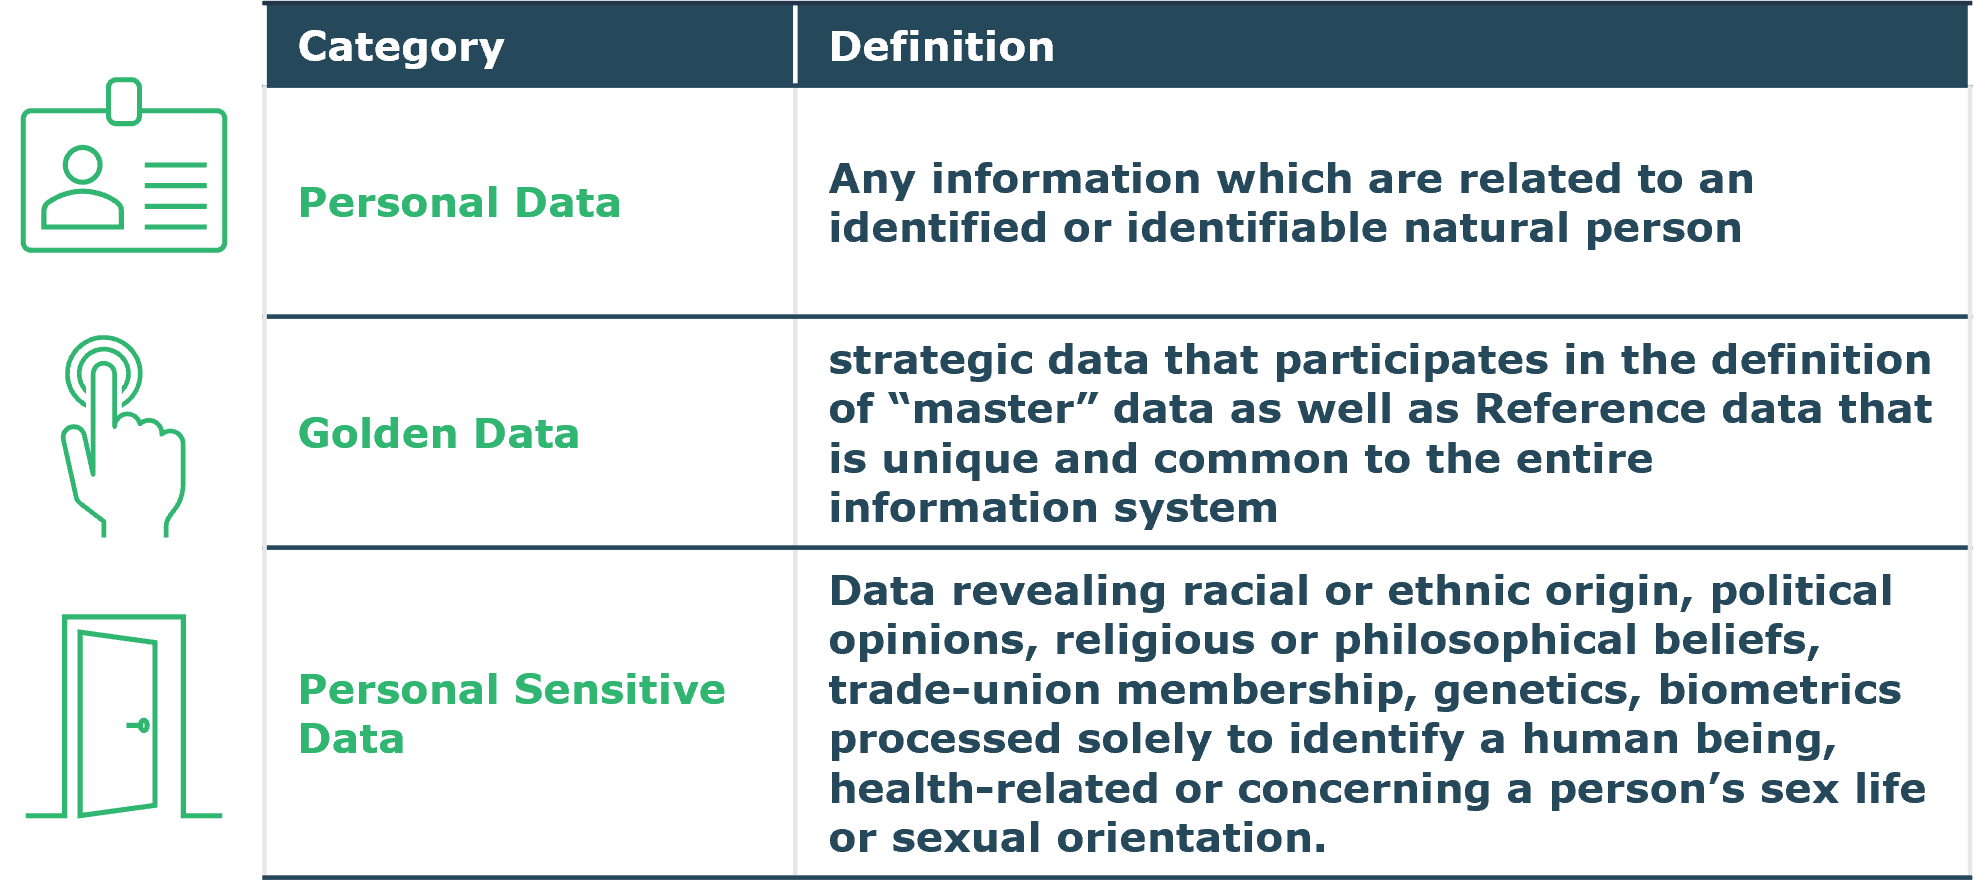 Category
Definition
Personal Data
Any information which are related to an
identified or identifiable natural person
Golden Data
strategic data that participates in the definition
of “master” data as well as Reference data that
is unique and common to the entire
information system
Personal Sensitive
Data
Data revealing racial or ethnic origin, political
opinions, religious or philosophical beliefs,
trade-union membership, genetics, biometrics
processed solely to identify a human being,
health-related or concerning a person’s sex life
or sexual orientation.